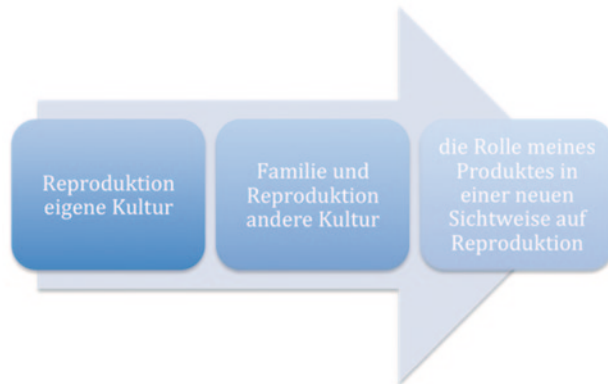 Reproduktion
eigene Kultur
Familie und
Reproduktion
andere Kultur
die Rolle meines
Produktes in
einer neuen
Sichtweise auf
Reproduktion